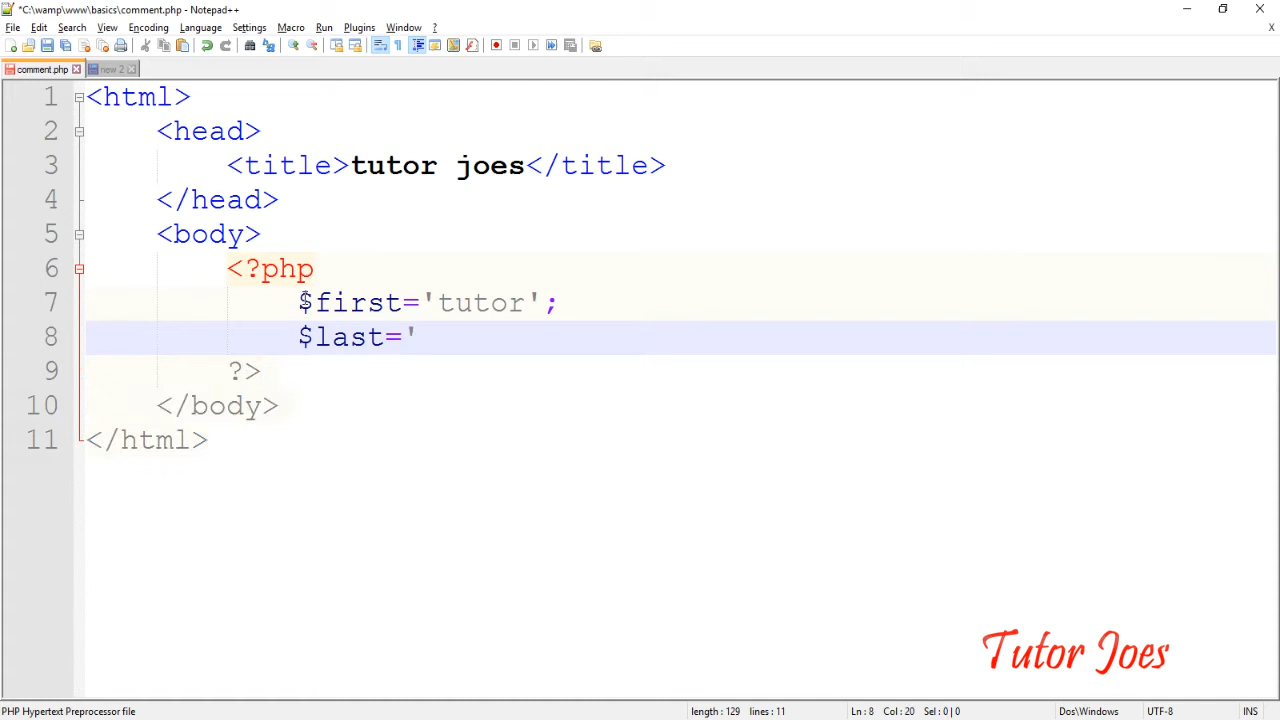 *C:\wamp\www\basics\comment.php - Notepad++
File Edit Search View Encoding Language Settings Macro Run Plugins Window ?
X
comment.php new 2
1 <html>
2 <head>
3 <title>tutor joes</title>
4 </head>
5 <body>
6 <?php
7 $first='tutor';
8 $last='
9 ?>
10 </body>
11 </html>
Tutor Joes
PHP Hypertext Preprocessor file length : 129 lines : 11 Ln : 8 Col : 20 Sel : 0 | 0 Dos\Windows UTF-8 INS